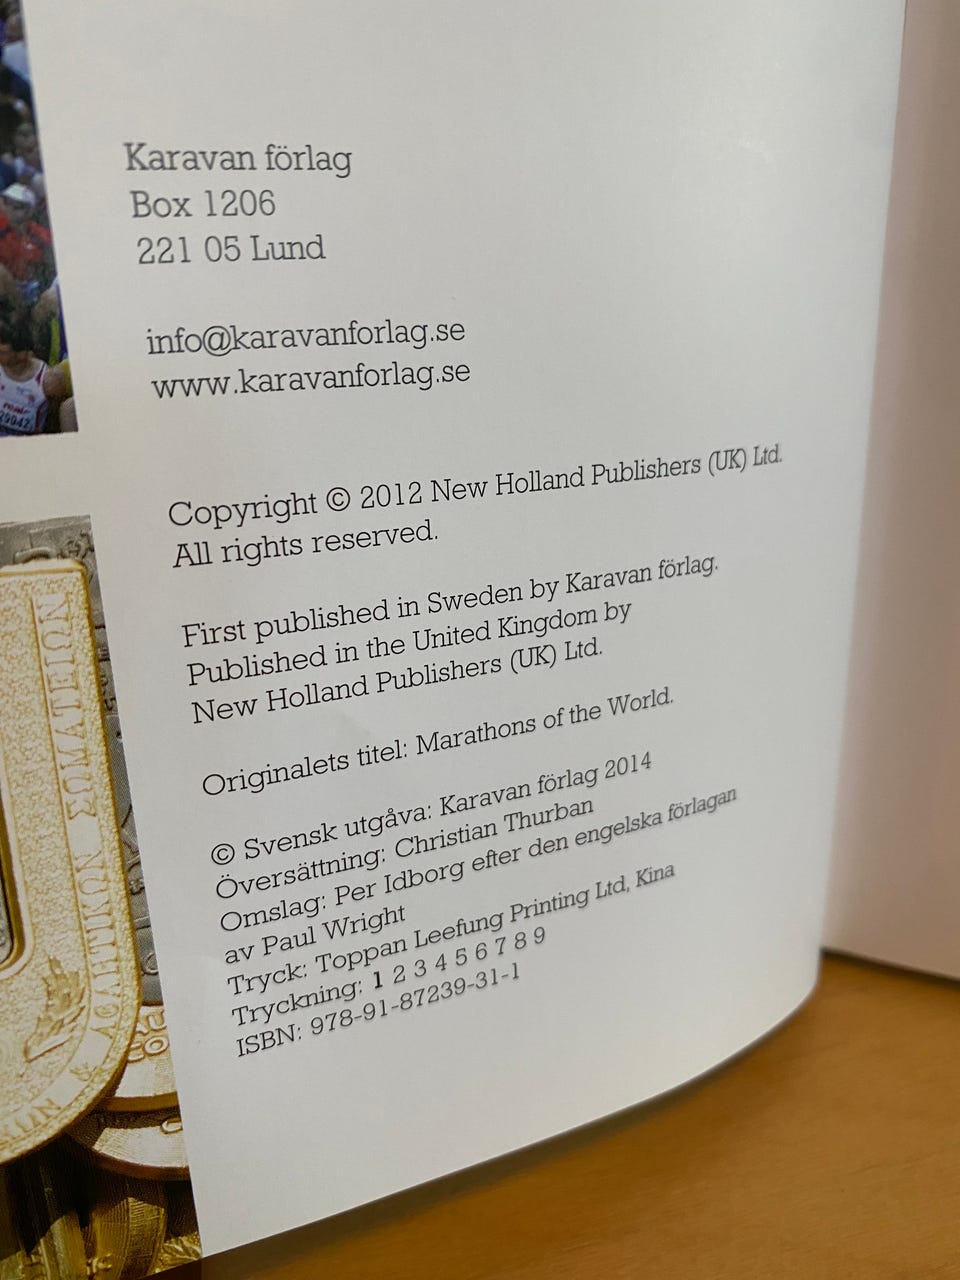 Karavan förlag
Box 1206
221 05 Lund
info@karavanforlag.se
www.karavanforlag.se
Copyright © 2012 New Holland Publishers (UK) Ltd.
All rights reserved.
First published in Sweden by Karavan förlag.
Published in the United Kingdom by
New Holland Publishers (UK) Ltd.
Originalets titel: Marathons of the World.
© Svensk utgåva: Karavan förlag 2014
Översättning: Christian Thurban
Omslag: Per Idborg efter den engelska förlagan
av Paul Wright
Tryck: Toppan Leefung Printing Ltd, Kina
Tryckning: 1 2 3 4 5 6 7 8 9
ISBN: 978-91-87239-31-1
ΣΩΜΑΤΕΙΩΝ